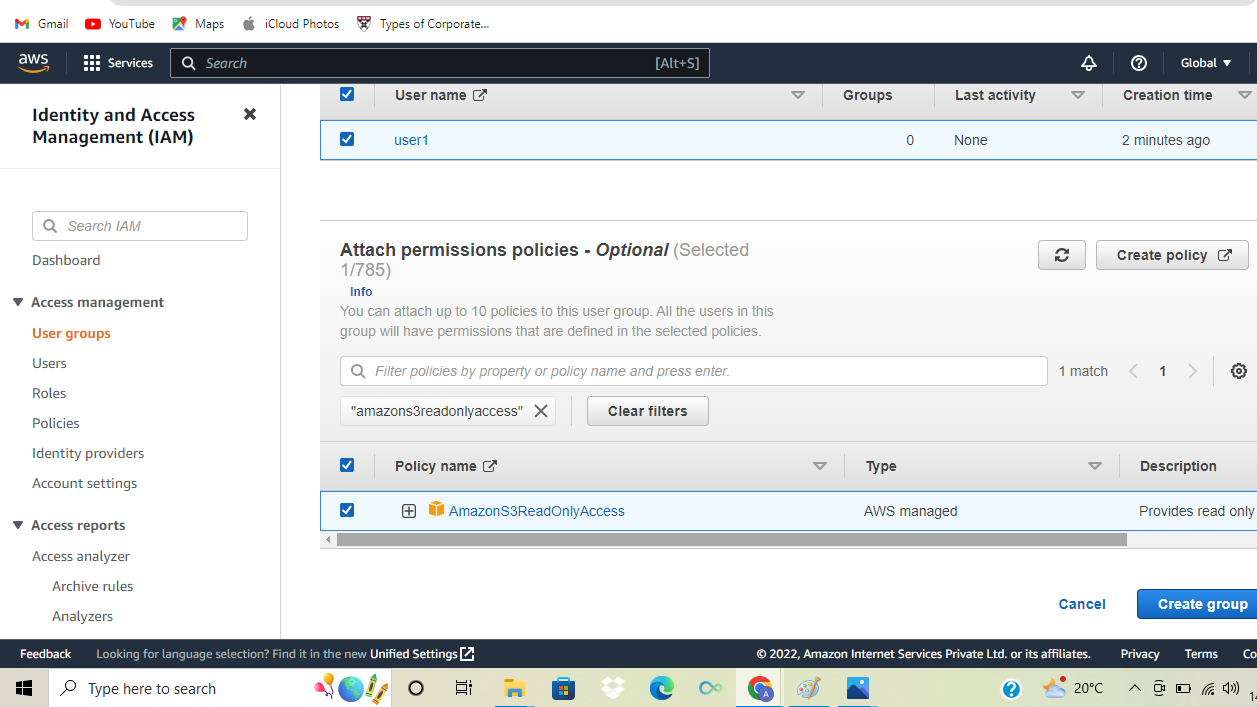 Gmail YouTube Maps iCloud Photos Types of Corporate...
aws Services Search [Alt+S] Global
Identity and Access
Management (IAM)
Search IAM
Dashboard
Access management
User groups
Users
Roles
Policies
Identity providers
Account settings
Access reports
Access analyzer
Archive rules
Analyzers
User name Groups Last activity Creation time
user1 0 None 2 minutes ago
Attach permissions policies - Optional (Selected
1/785)
Info
Create policy
You can attach up to 10 policies to this user group. All the users in this
group will have permissions that are defined in the selected policies.
Filter policies by property or policy name and press enter. 1 match 1
"amazons3readonlyaccess" Clear filters
Policy name Type Description
AmazonS3ReadOnlyAccess AWS managed Provides read only
Cancel Create group
Feedback Looking for language selection? Find it in the new Unified Settings © 2022, Amazon Internet Services Private Ltd. or its affiliates. Privacy Terms Co
Type here to search 20°C